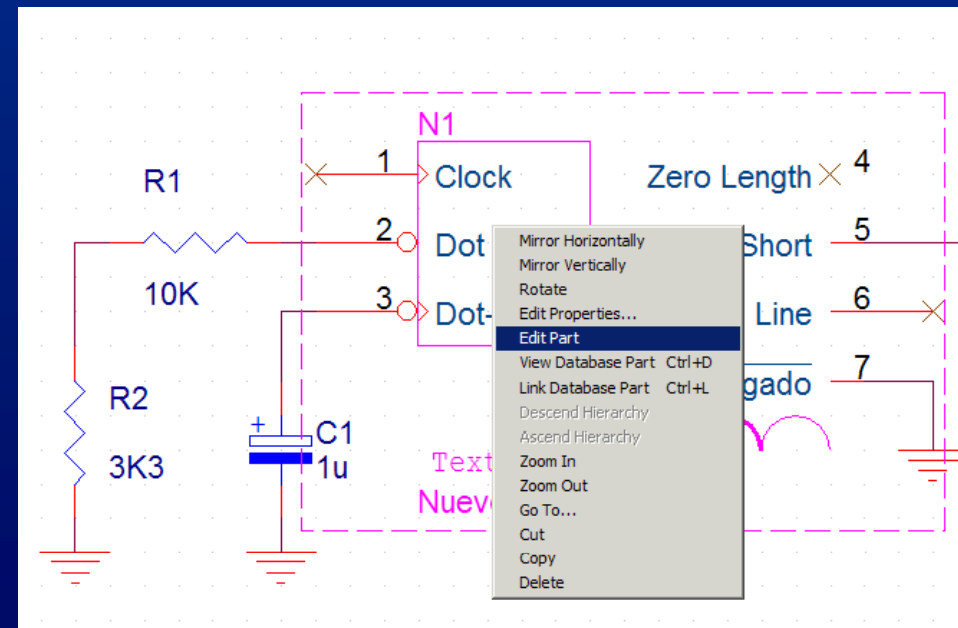 N1
1
Clock
Zero Length
4
R1
2
Dot
Short
5
10K
3
Dot-
Line
6
gado
7
R2
3K3
+
C1
1u
Text
Nuev
Mirror Horizontally
Mirror Vertically
Rotate
Edit Properties...
Edit Part
View Database Part Ctrl+D
Link Database Part Ctrl+L
Descend Hierarchy
Ascend Hierarchy
Zoom In
Zoom Out
Go To...
Cut
Copy
Delete